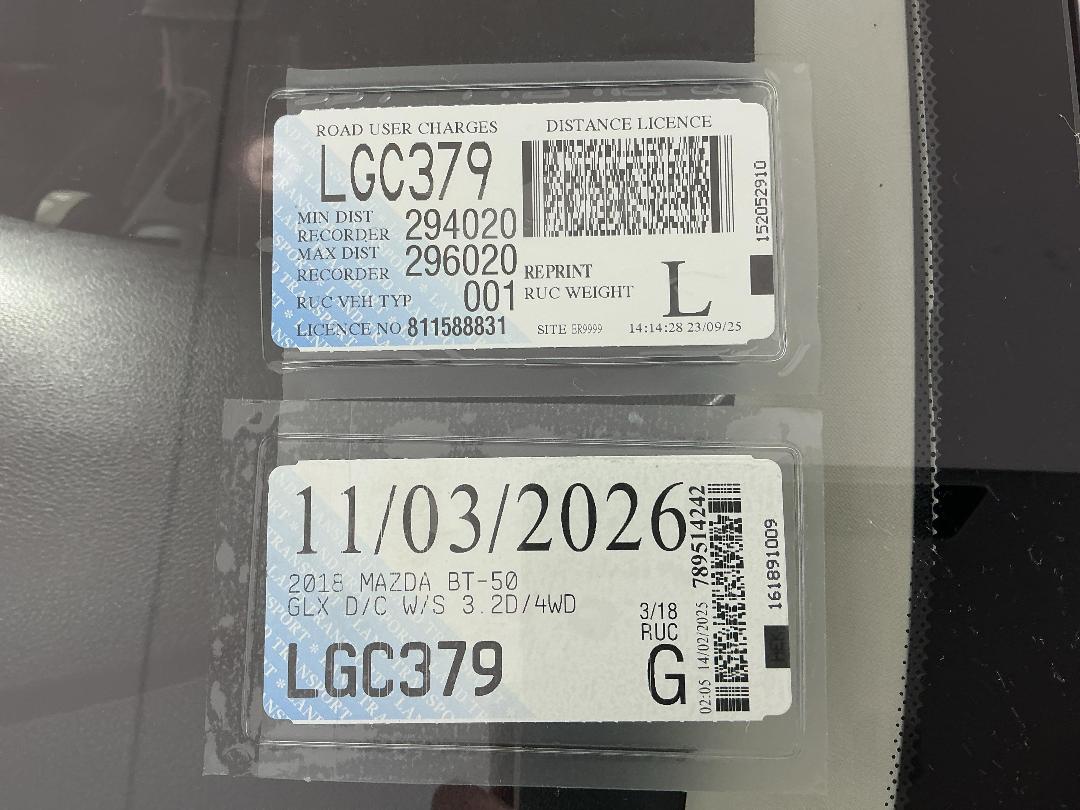 ROAD USER CHARGES DISTANCE LICENCE
LGC379
MIN DIST RECORDER 294020
MAX DIST RECORDER 296020
REPRINT
RUC VEH TYP 001
RUC WEIGHT L
LICENCE NO 811588831
SITE ER9999 14:14:28 23/09/25
152052910
11/03/2026
2018 MAZDA BT-50
GLX D/C W/S 3.2D/4WD
3/18
RUC
LGC379
G
02:05 14/02/2025 789514242
161891009